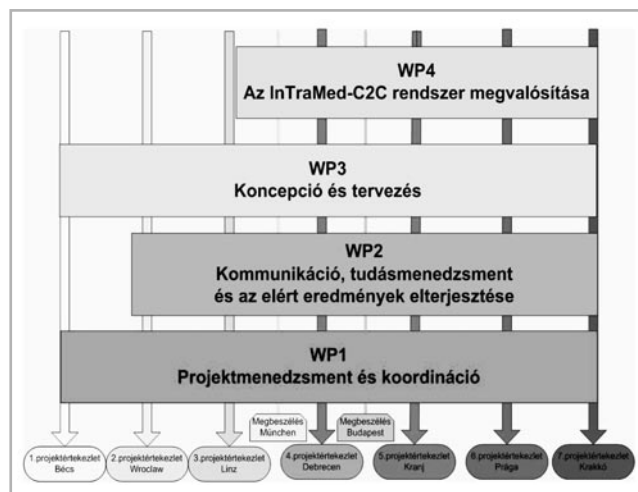 WP4
Az InTraMed-C2C rendszer megvalósítása
WP3
Koncepció és tervezés
WP2
Kommunikáció, tudásmenedzsment
és az elért eredmények elterjesztése
WP1
Projektmenedzsment és koordináció
Megbeszélés
München
Megbeszélés
Budapest
1.projektértekezlet
Bécs
2.projektértekezlet
Wroclaw
3.projektértekezlet
Linz
4.projektértekezlet
Debrecen
5.projektértekezlet
Kranj
6.projektértekezlet
Prága
7.projektértekezlet
Krakkó